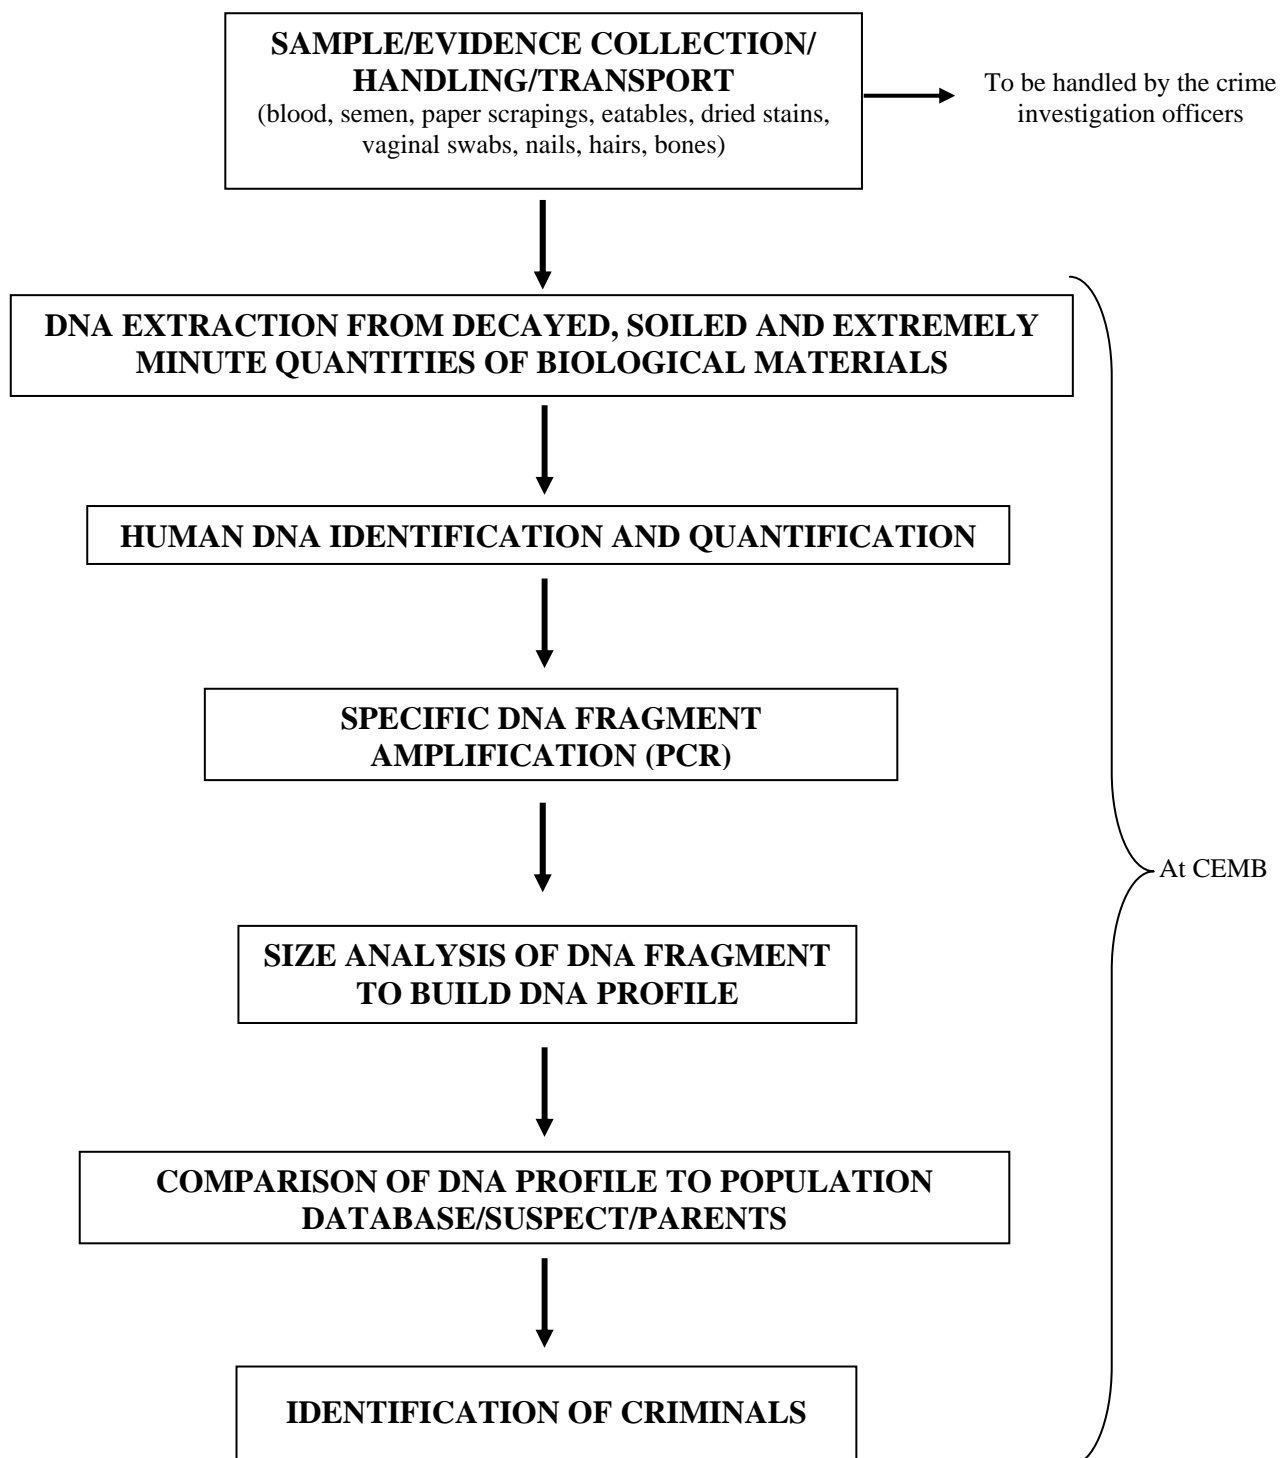 SAMPLE/EVIDENCE COLLECTION/
HANDLING/TRANSPORT
(blood, semen, paper scrapings, eatables, dried stains,
vaginal swabs, nails, hairs, bones)
To be handled by the crime
investigation officers
DNA EXTRACTION FROM DECAYED, SOILED AND EXTREMELY
MINUTE QUANTITIES OF BIOLOGICAL MATERIALS
HUMAN DNA IDENTIFICATION AND QUANTIFICATION
SPECIFIC DNA FRAGMENT
AMPLIFICATION (PCR)
At CEMB
SIZE ANALYSIS OF DNA FRAGMENT
TO BUILD DNA PROFILE
COMPARISON OF DNA PROFILE TO POPULATION
DATABASE/SUSPECT/PARENTS
IDENTIFICATION OF CRIMINALS